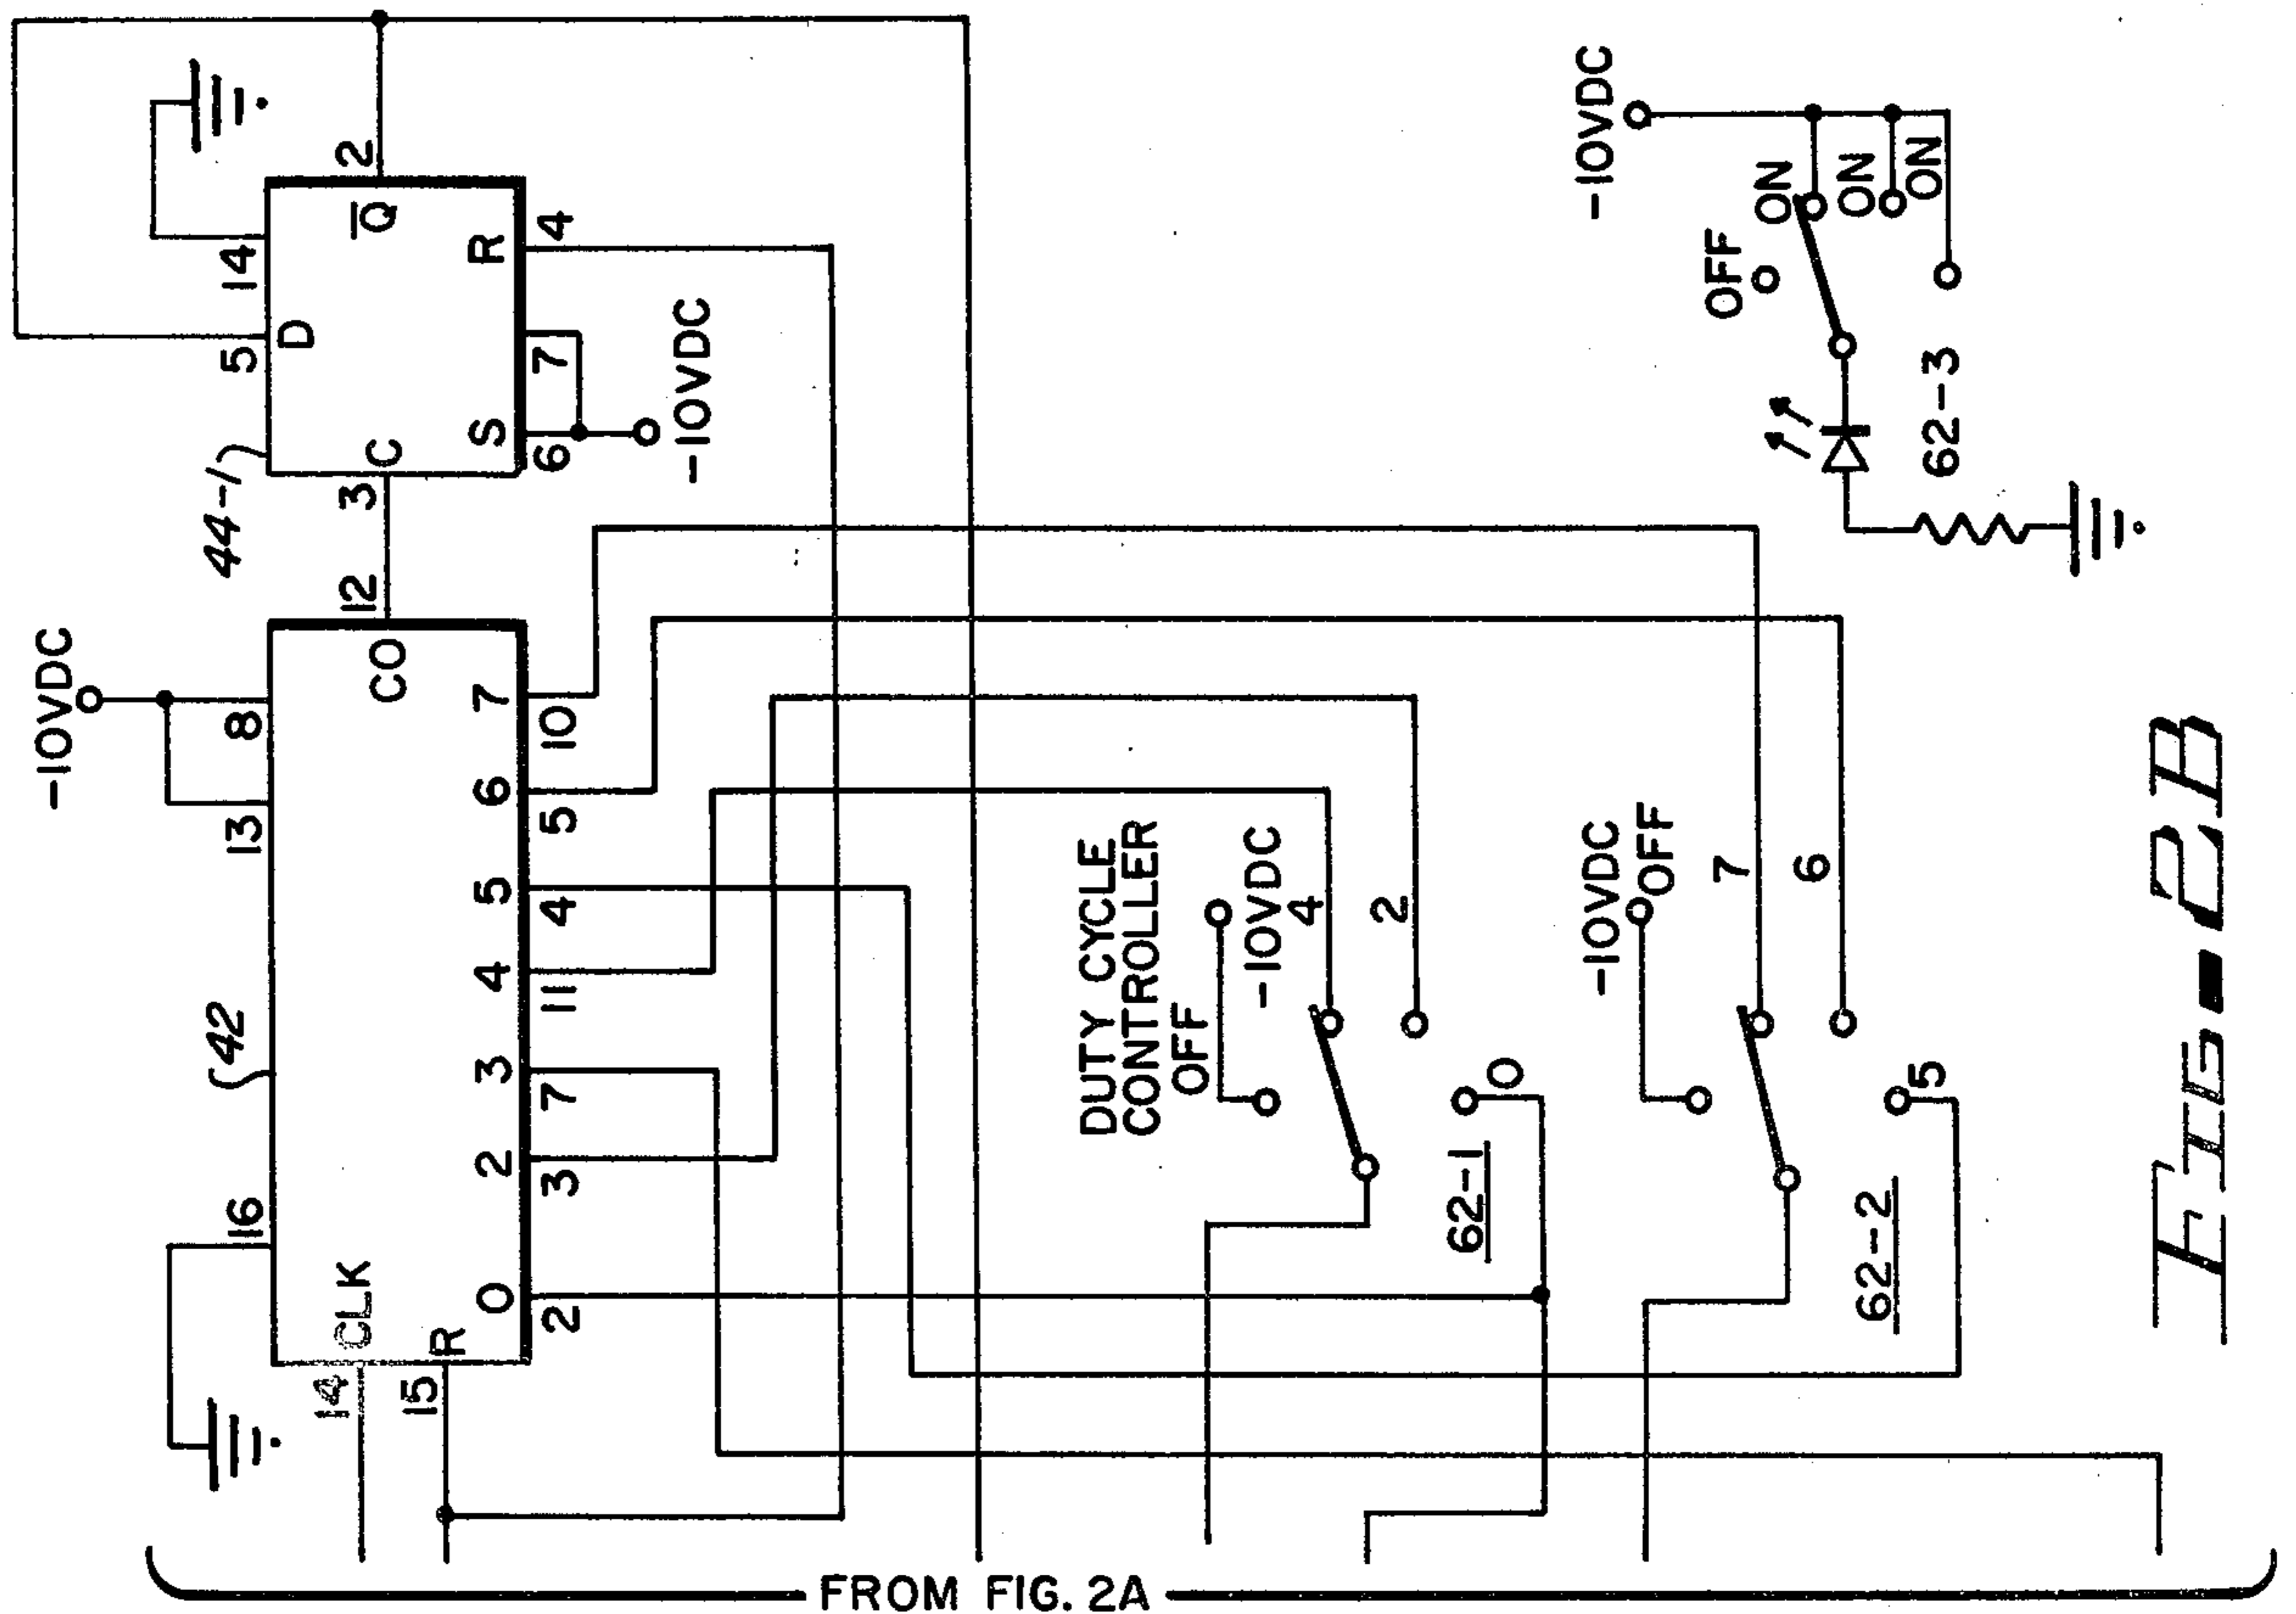 -10VDC
42
44-1
16
13
8
14
CLK
15
R
CO
12
0
2
3
4
5
6
7
2
3
7
11
4
5
10
5
D
14
3
C
Q̅
2
S
R
6
7
4
-10VDC
DUTY CYCLE
CONTROLLER
OFF
-10VDC
4
2
0
62-1
-10VDC
OFF
7
6
5
62-2
-10VDC
OFF
ON
ON
ON
62-3
FROM FIG. 2A
FIG-2B